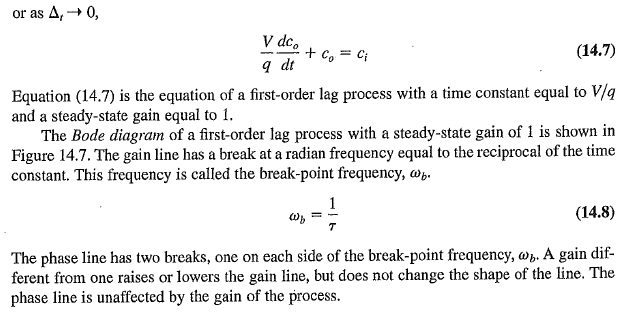 or as Δₜ → 0,
V/q dcₒ/dt + cₒ = cᵢ (14.7)
Equation (14.7) is the equation of a first-order lag process with a time constant equal to V/q
and a steady-state gain equal to 1.
The Bode diagram of a first-order lag process with a steady-state gain of 1 is shown in
Figure 14.7. The gain line has a break at a radian frequency equal to the reciprocal of the time
constant. This frequency is called the break-point frequency, ω_b.
ω_b = 1/τ (14.8)
The phase line has two breaks, one on each side of the break-point frequency, ω_b. A gain dif-
ferent from one raises or lowers the gain line, but does not change the shape of the line. The
phase line is unaffected by the gain of the process.